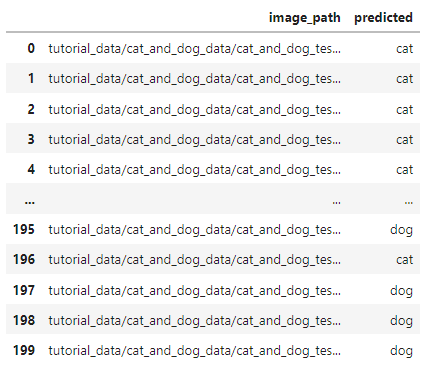 image_path predicted
0 tutorial_data/cat_and_dog_data/cat_and_dog_tes... cat
1 tutorial_data/cat_and_dog_data/cat_and_dog_tes... cat
2 tutorial_data/cat_and_dog_data/cat_and_dog_tes... cat
3 tutorial_data/cat_and_dog_data/cat_and_dog_tes... cat
4 tutorial_data/cat_and_dog_data/cat_and_dog_tes... cat
... ... ...
195 tutorial_data/cat_and_dog_data/cat_and_dog_tes... dog
196 tutorial_data/cat_and_dog_data/cat_and_dog_tes... cat
197 tutorial_data/cat_and_dog_data/cat_and_dog_tes... dog
198 tutorial_data/cat_and_dog_data/cat_and_dog_tes... dog
199 tutorial_data/cat_and_dog_data/cat_and_dog_tes... dog